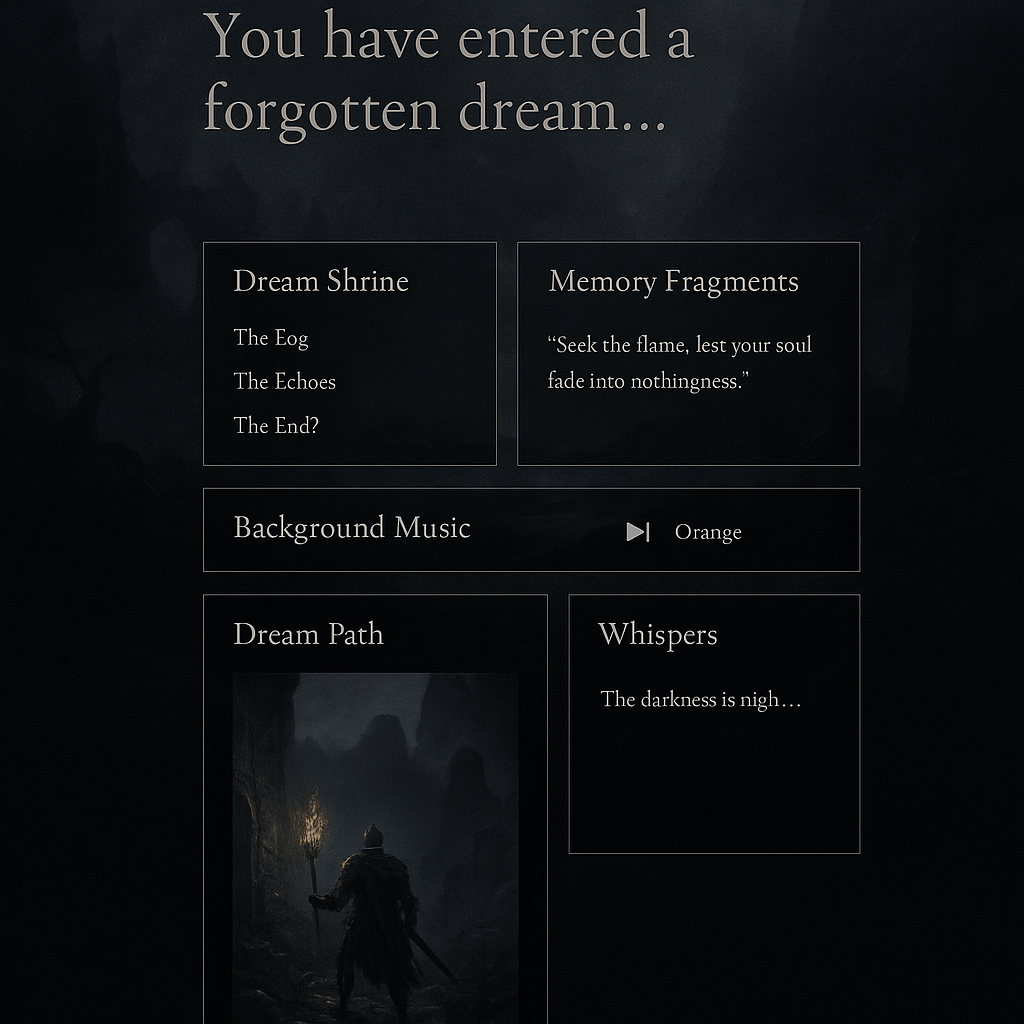 You have entered a
forgotten dream...
Dream Shrine
The Eog
The Echoes
The End?
Memory Fragments
“Seek the flame, lest your soul
fade into nothingness.”
Background Music
Orange
Dream Path
Whispers
The darkness is nigh...